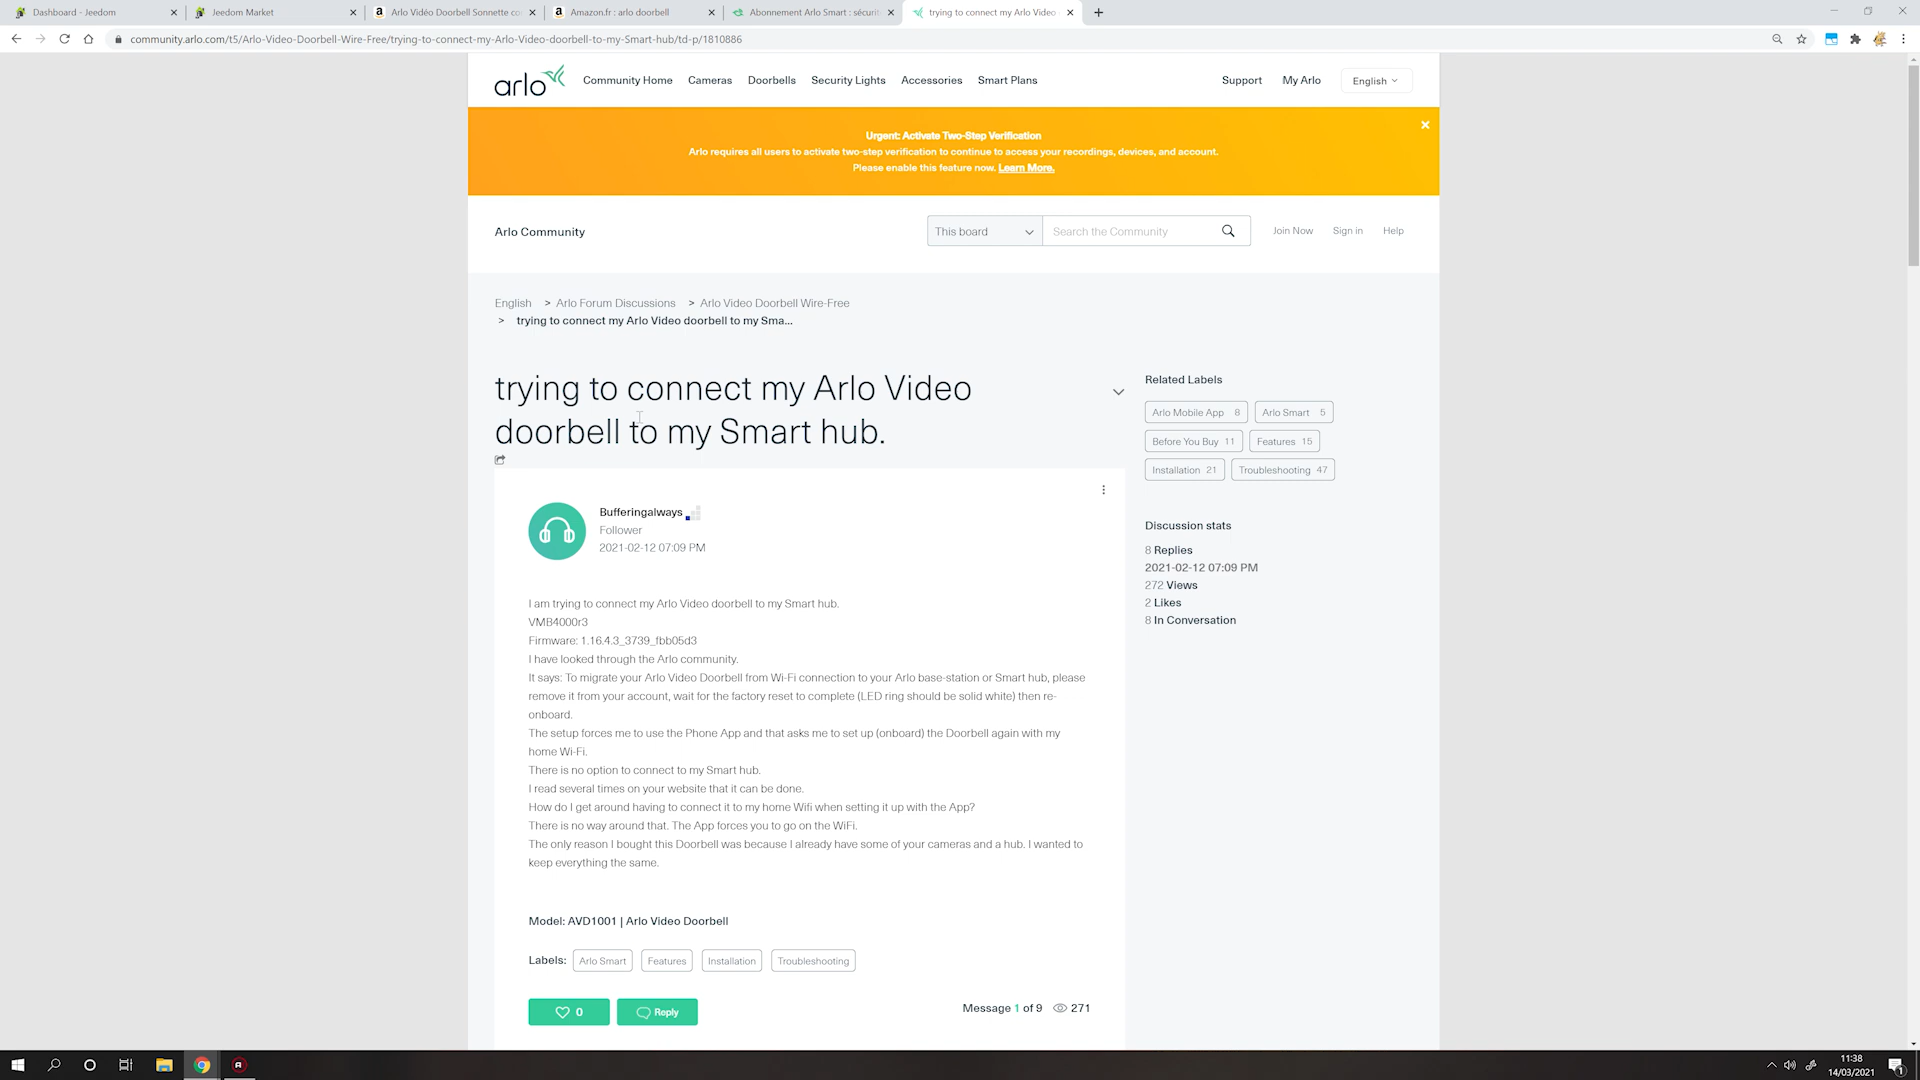 Dashboard - Jeedom
Jeedom Market
Arlo Vidéo Doorbell Sonnette co
Amazon.fr : arlo doorbell
Abonnement Arlo Smart : sécurit
trying to connect my Arlo Video
community.arlo.com/t5/Arlo-Video-Doorbell-Wire-Free/trying-to-connect-my-Arlo-Video-doorbell-to-my-Smart-hub/td-p/1810886
arlo
Community Home Cameras Doorbells Security Lights Accessories Smart Plans
Support My Arlo English
Urgent: Activate Two-Step Verification
Arlo requires all users to activate two-step verification to continue to access your recordings, devices, and account.
Please enable this feature now. Learn More.
Arlo Community
This board
Search the Community
Join Now Sign in Help
English > Arlo Forum Discussions > Arlo Video Doorbell Wire-Free
> trying to connect my Arlo Video doorbell to my Sma...
trying to connect my Arlo Video
doorbell to my Smart hub.
Bufferingalways
Follower
2021-02-12 07:09 PM
I am trying to connect my Arlo Video doorbell to my Smart hub.
VMB4000r3
Firmware: 1.16.4.3_3739_fbb05d3
I have looked through the Arlo community.
It says: To migrate your Arlo Video Doorbell from Wi-Fi connection to your Arlo base-station or Smart hub, please
remove it from your account, wait for the factory reset to complete (LED ring should be solid white) then re-
onboard.
The setup forces me to use the Phone App and that asks me to set up (onboard) the Doorbell again with my
home Wi-Fi.
There is no option to connect to my Smart hub.
I read several times on your website that it can be done.
How do I get around having to connect it to my home Wifi when setting it up with the App?
There is no way around that. The App forces you to go on the WiFi.
The only reason I bought this Doorbell was because I already have some of your cameras and a hub. I wanted to
keep everything the same.
Model: AVD1001 | Arlo Video Doorbell
Labels: Arlo Smart Features Installation Troubleshooting
0
Reply
Message 1 of 9 271
Related Labels
Arlo Mobile App 8 Arlo Smart 5
Before You Buy 11 Features 15
Installation 21 Troubleshooting 47
Discussion stats
8 Replies
2021-02-12 07:09 PM
272 Views
2 Likes
8 In Conversation
11:38
14/03/2021
1